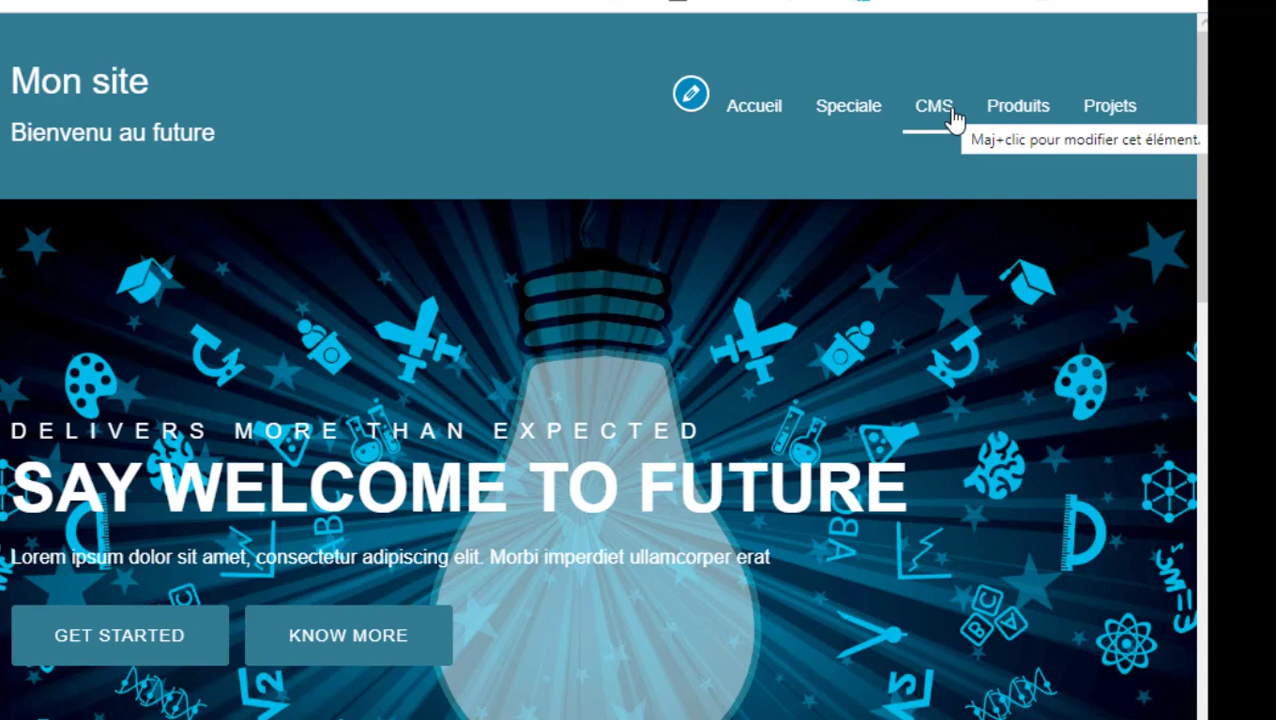 Mon site
Bienvenu au future
Accueil Speciale CMS Produits Projets
Maj+clic pour modifier cet élément.
DELIVERS MORE THAN EXPECTED
SAY WELCOME TO FUTURE
Lorem ipsum dolor sit amet, consectetur adipiscing elit. Morbi imperdiet ullamcorper erat
GET STARTED KNOW MORE
ABC
ABC